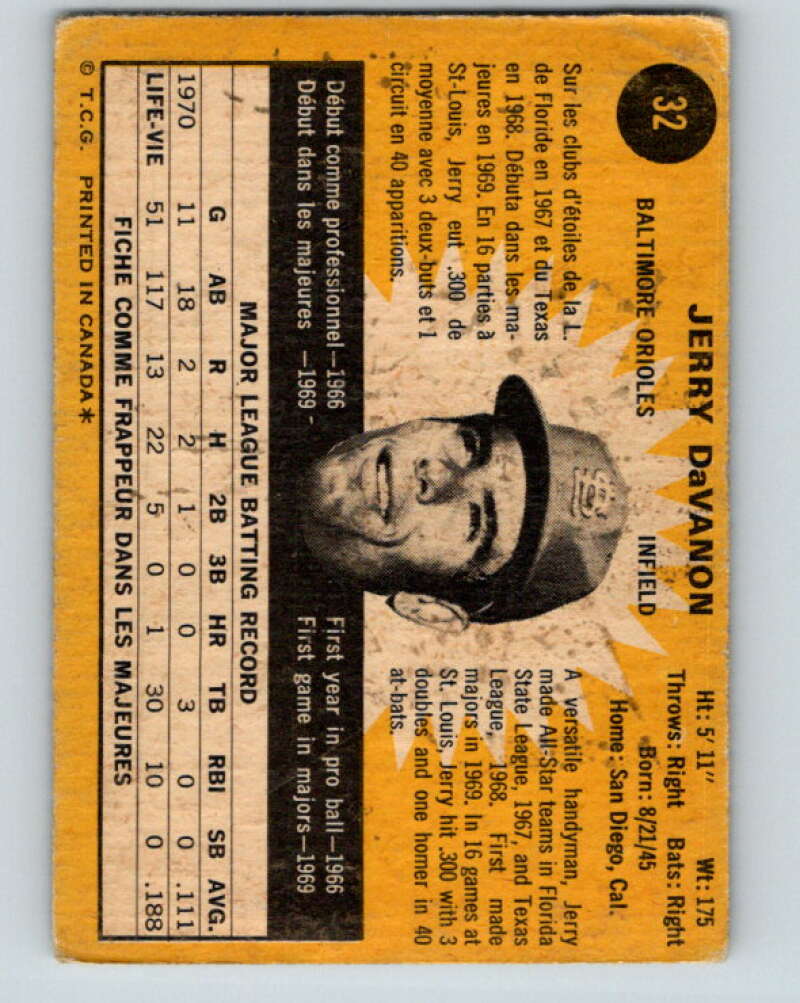 32
JERRY DaVANON
Ht: 5'11" Wt: 175
BALTIMORE ORIOLES INFIELD
Throws: Right Bats: Right
Born: 8/21/45
Home: San Diego, Cal.
Sur les clubs d'étoiles de la L.
de Floride en 1967 et du Texas
en 1968. Débuta dans les ma-
jeures en 1969. En 16 parties à
St-Louis, Jerry eut .300 de
moyenne avec 3 deux-buts et 1
circuit en 40 apparitions.
A versatile handyman, Jerry
made All-Star teams in Florida
State League, 1967, and Texas
League, 1968. First made
majors in 1969. In 16 games at
St. Louis, Jerry hit .300 with 3
doubles and one homer in 40
at-bats.
Début comme professionnel—1966
Début dans les majeures —1969
First year in pro ball—1966
First game in majors—1969
MAJOR LEAGUE BATTING RECORD
G AB R H 2B 3B HR TB RBI SB AVG.
1970 11 18 2 2 1 0 0 3 0 0 .111
LIFE-VIE 51 117 13 22 5 0 1 30 10 0 .188
FICHE COMME FRAPPEUR DANS LES MAJEURES
© T.C.G. PRINTED IN CANADA*